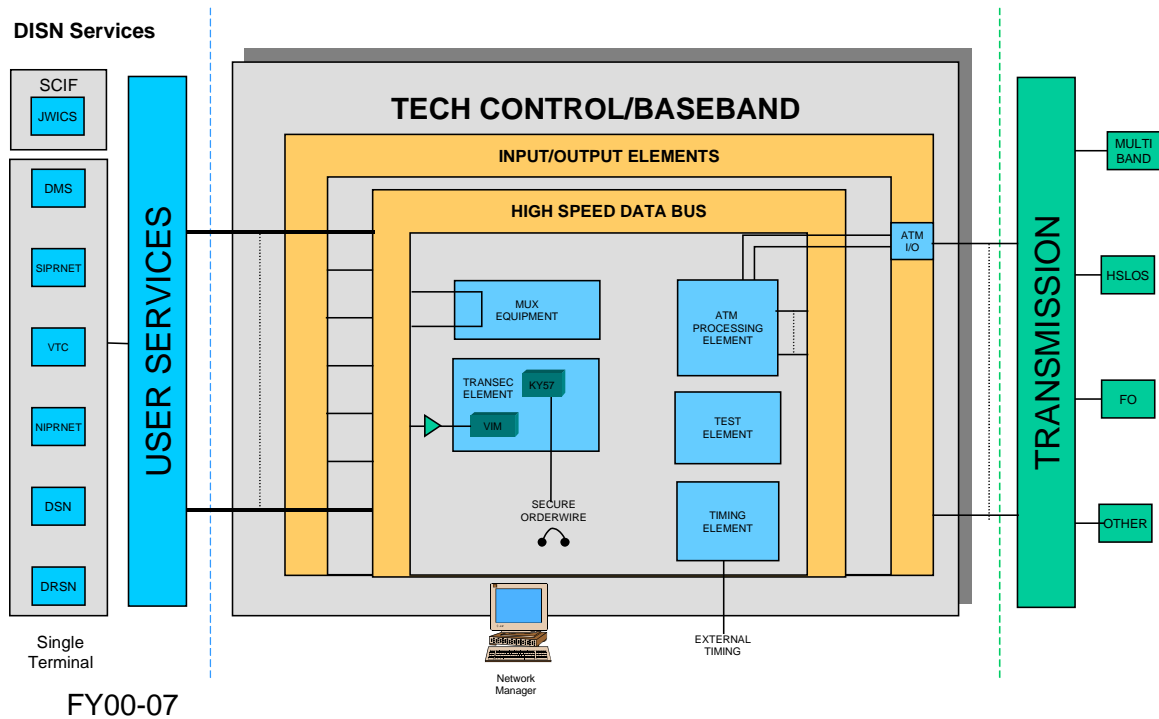 DISN Services
SCIF
JWICS
DMS
SIPRNET
VTC
NIPRNET
DSN
DRSN
Single
Terminal
FY00-07
USER SERVICES
TECH CONTROL/BASEBAND
INPUT/OUTPUT ELEMENTS
HIGH SPEED DATA BUS
ATM
I/O
MUX
EQUIPMENT
ATM
PROCESSING
ELEMENT
TRANSEC
ELEMENT
KY57
VIM
TEST
ELEMENT
SECURE
ORDERWIRE
TIMING
ELEMENT
EXTERNAL
TIMING
Network
Manager
TRANSMISSION
MULTI
BAND
HSLOS
FO
OTHER